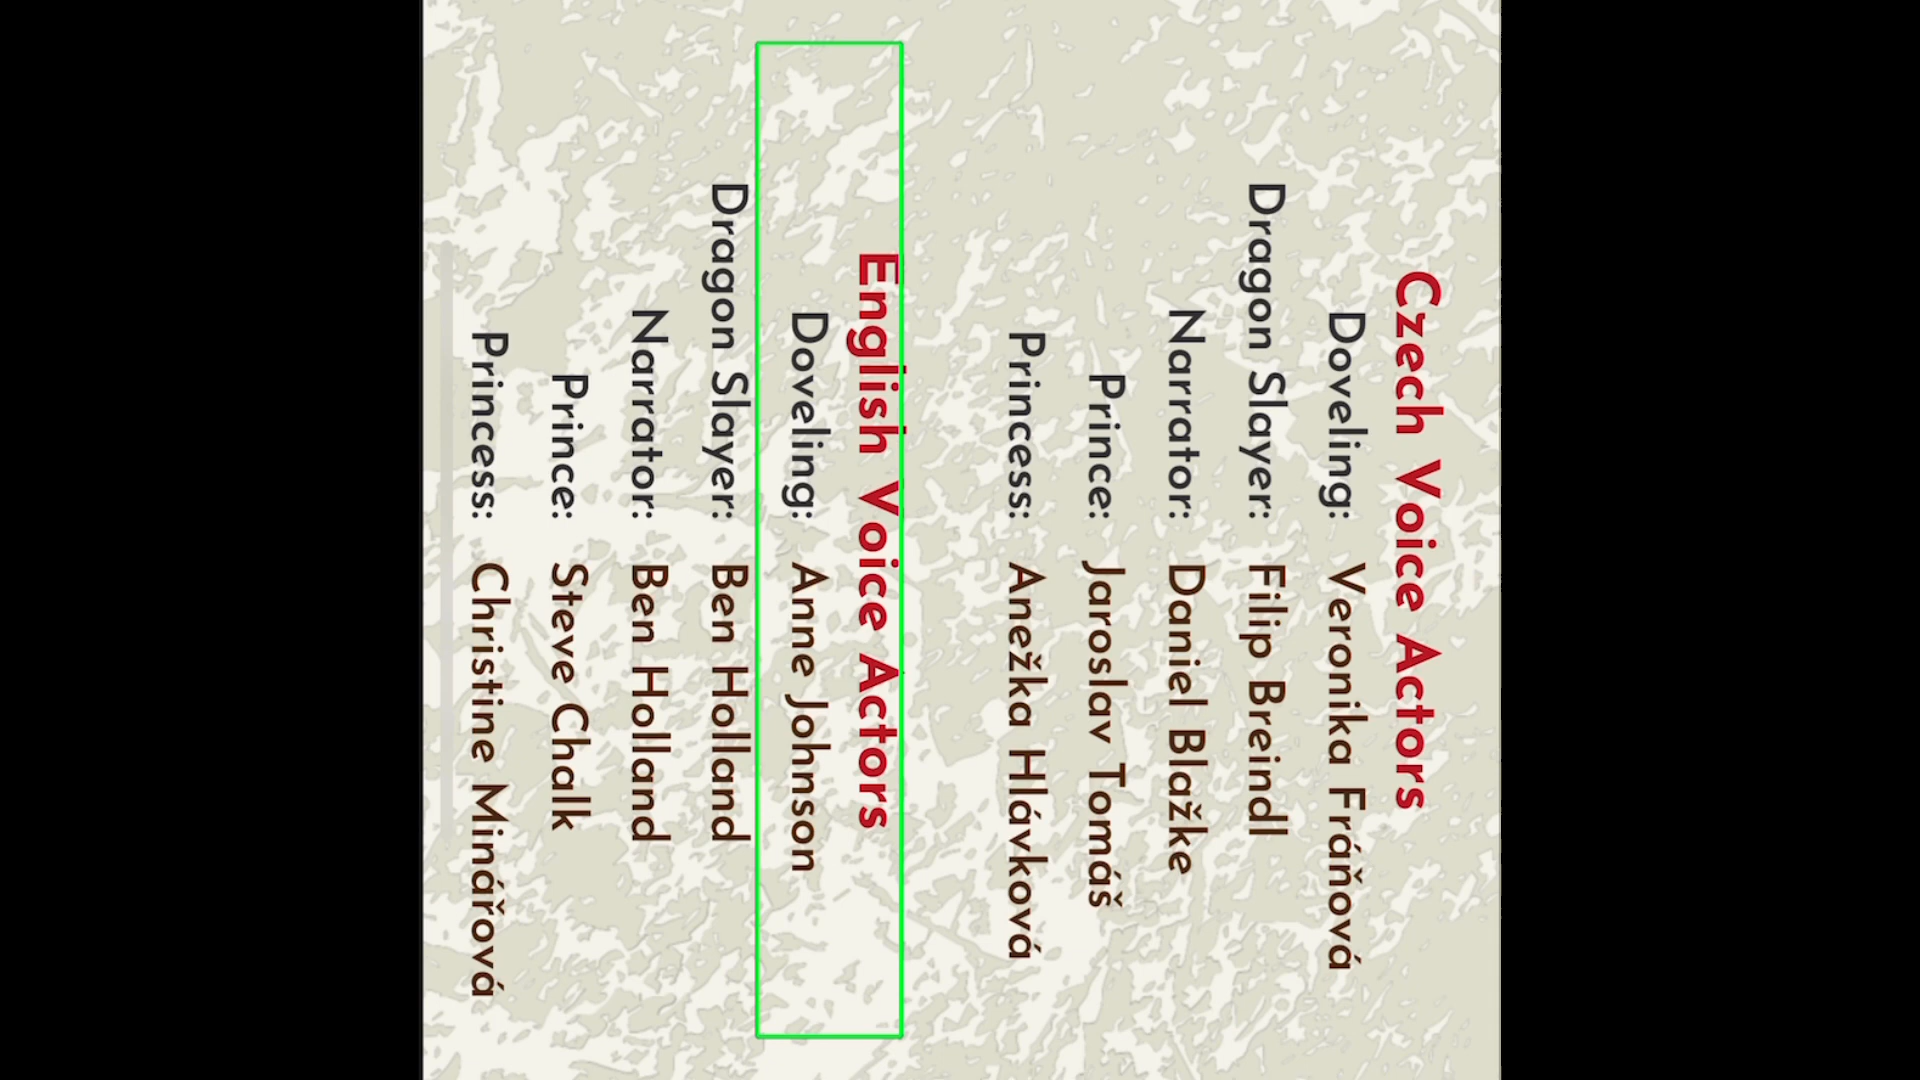 Czech Voice Actors
Doveling: Veronika Fráňová
Dragon Slayer: Filip Breindl
Narrator: Daniel Blažke
Prince: Jaroslav Tomáš
Princess: Anežka Hlávková
English Voice Actors
Doveling: Anne Johnson
Dragon Slayer: Ben Holland
Narrator: Ben Holland
Prince: Steve Chalk
Princess: Christine Minářová